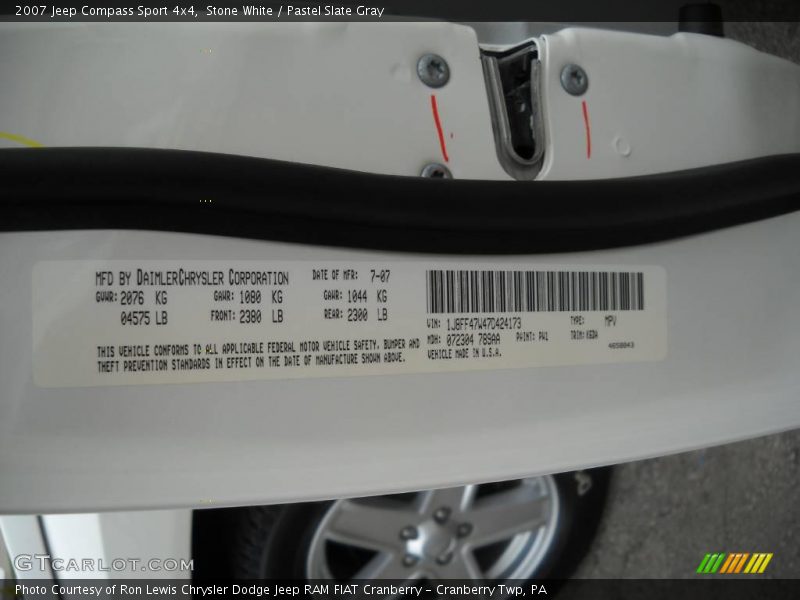 2007 Jeep Compass Sport 4x4,  Stone White / Pastel Slate Gray
MFD BY DAIMLERCHRYSLER CORPORATION DATE OF MFR: 7-07
GVWR: 2076 KG GAWR: 1080 KG GAWR: 1044 KG
04575 LB FRONT: 2380 LB REAR: 2300 LB
THIS VEHICLE CONFORMS TO ALL APPLICABLE FEDERAL MOTOR VEHICLE SAFETY, BUMPER AND
THEFT PREVENTION STANDARDS IN EFFECT ON THE DATE OF MANUFACTURE SHOWN ABOVE.
VIN: 1J8FF47W47D424173 TYPE: MPV
MDH: 072304 789AA PAINT: PW1 TRIM: K6DA
VEHICLE MADE IN U.S.A. 4658843
GTCARLOT.COM
Photo Courtesy of Ron Lewis Chrysler Dodge Jeep RAM FIAT Cranberry – Cranberry Twp, PA